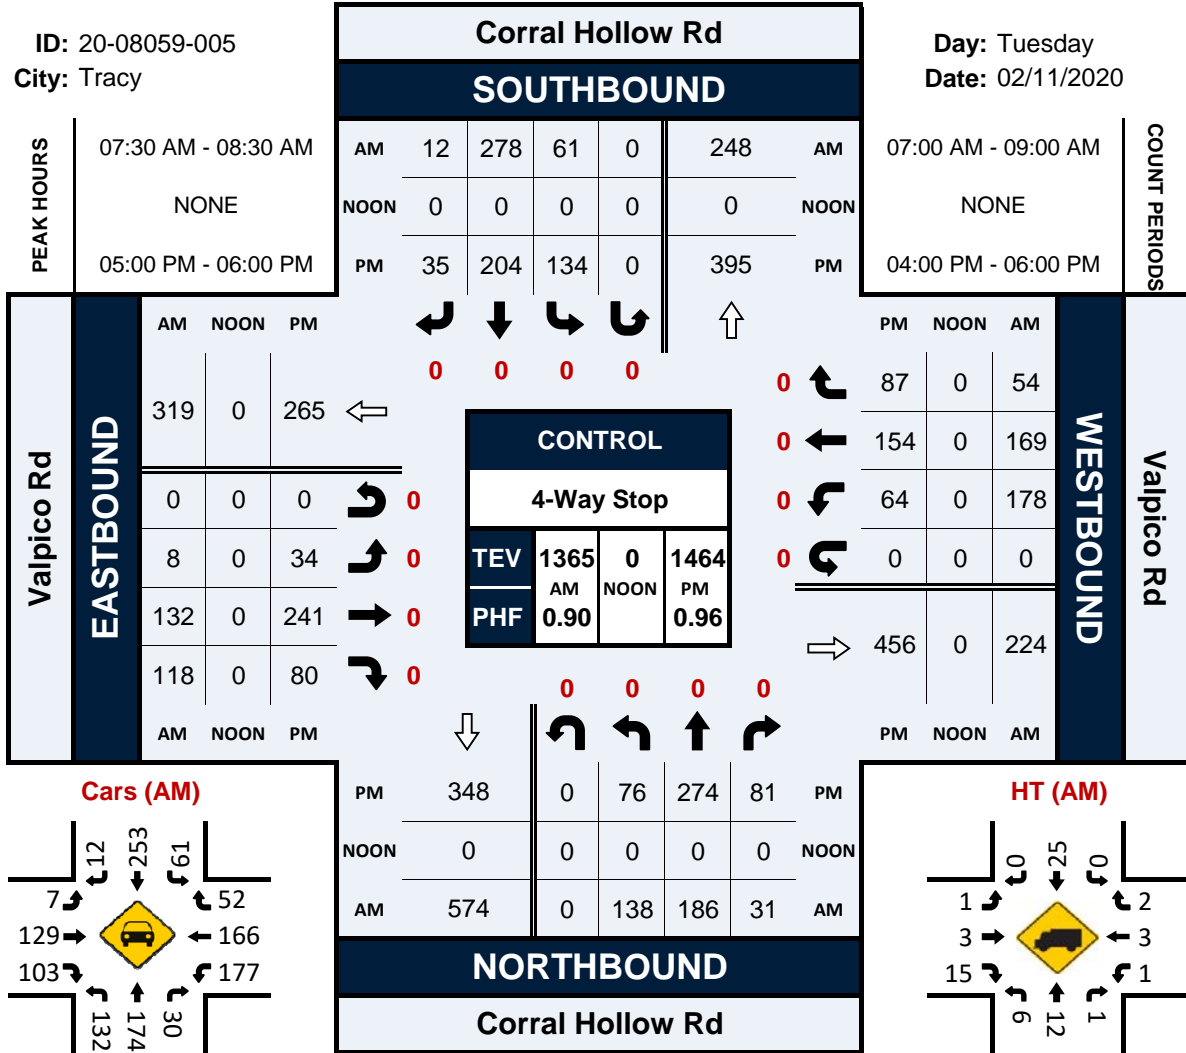 ID: 20-08059-005
City: Tracy
Corral Hollow Rd
SOUTHBOUND
Day: Tuesday
Date: 02/11/2020
PEAK HOURS
07:30 AM - 08:30 AM
NONE
05:00 PM - 06:00 PM
AM 12 278 61 0 248 AM
NOON 0 0 0 0 0 NOON
PM 35 204 134 0 395 PM
07:00 AM - 09:00 AM
NONE
04:00 PM - 06:00 PM
COUNT PERIODS
0 0 0 0
Valpico Rd
EASTBOUND
AM NOON PM
319 0 265
0 0 0 0
8 0 34 0
132 0 241 0
118 0 80 0
AM NOON PM
CONTROL
4-Way Stop
TEV 1365 0 1464
AM NOON PM
PHF 0.90 0.96
PM NOON AM
0 87 0 54
0 154 0 169
0 64 0 178
0 0 0 0
456 0 224
PM NOON AM
WESTBOUND
Valpico Rd
0 0 0 0
PM 348 0 76 274 81 PM
NOON 0 0 0 0 0 NOON
AM 574 0 138 186 31 AM
NORTHBOUND
Corral Hollow Rd
Cars (AM)
12 253 61
7 52
129 166
103 177
132 174 30
HT (AM)
0 25 0
1 2
3 3
15 1
6 12 1